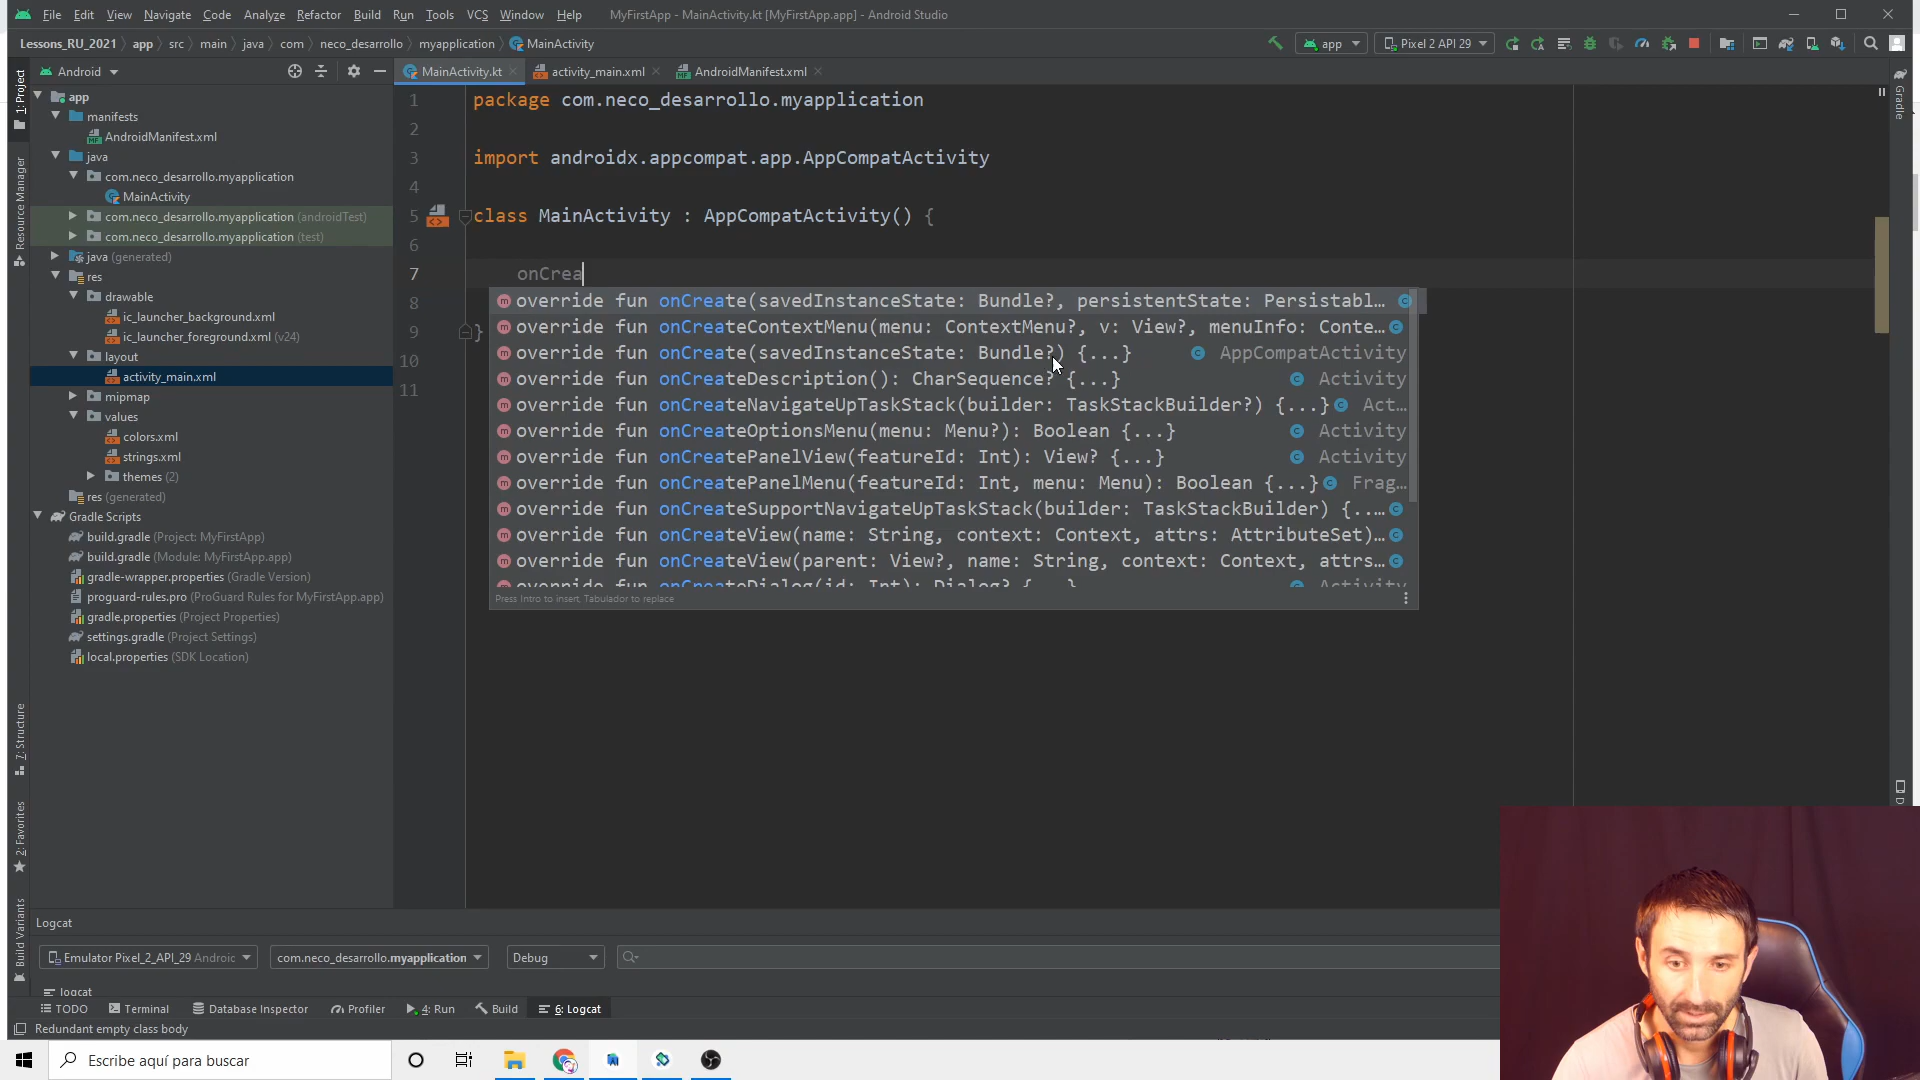 File Edit View Navigate Code Analyze Refactor Build Run Tools VCS Window Help MyFirstApp - MainActivity.kt [MyFirstApp.app] - Android Studio
Lessons_RU_2021 app src main java com neco_desarrollo myapplication MainActivity app Pixel 2 API 29
Android MainActivity.kt activity_main.xml AndroidManifest.xml
1: Project
Resource Manager
7: Structure
2: Favorites
Build Variants
Gradle
app
manifests
AndroidManifest.xml
java
com.neco_desarrollo.myapplication
MainActivity
com.neco_desarrollo.myapplication (androidTest)
com.neco_desarrollo.myapplication (test)
java (generated)
res
drawable
ic_launcher_background.xml
ic_launcher_foreground.xml (v24)
layout
activity_main.xml
mipmap
values
colors.xml
strings.xml
themes (2)
res (generated)
Gradle Scripts
build.gradle (Project: MyFirstApp)
build.gradle (Module: MyFirstApp.app)
gradle-wrapper.properties (Gradle Version)
proguard-rules.pro (ProGuard Rules for MyFirstApp.app)
gradle.properties (Project Properties)
settings.gradle (Project Settings)
local.properties (SDK Location)
1 package com.neco_desarrollo.myapplication
2
3 import androidx.appcompat.app.AppCompatActivity
4
5 class MainActivity : AppCompatActivity() {
6
7 onCrea
8
9 }
10
11
override fun onCreate(savedInstanceState: Bundle?, persistentState: Persistabl…
override fun onCreateContextMenu(menu: ContextMenu?, v: View?, menuInfo: Conte…
override fun onCreate(savedInstanceState: Bundle?) {...} AppCompatActivity
override fun onCreateDescription(): CharSequence? {...} Activity
override fun onCreateNavigateUpTaskStack(builder: TaskStackBuilder?) {...} Act…
override fun onCreateOptionsMenu(menu: Menu?): Boolean {...} Activity
override fun onCreatePanelView(featureId: Int): View? {...} Activity
override fun onCreatePanelMenu(featureId: Int, menu: Menu): Boolean {...} Frag…
override fun onCreateSupportNavigateUpTaskStack(builder: TaskStackBuilder) {..…
override fun onCreateView(name: String, context: Context, attrs: AttributeSet)…
override fun onCreateView(parent: View?, name: String, context: Context, attrs…
override fun onCreateDialog(id: Int): Dialog? {...} Activity
Press Intro to insert, Tabulador to replace
Logcat
Emulator Pixel_2_API_29 Androic com.neco_desarrollo.myapplication Debug
logcat
TODO Terminal Database Inspector Profiler 4: Run Build 6: Logcat
Redundant empty class body
Escribe aquí para buscar